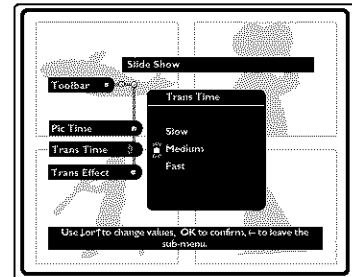 Slide Show
Toolbar
Trans Time
Slow
Pic Time
Trans Time
Medium
Trans Effect
Fast
Use ↓or↑to change values, OK to confirm, ← to leave the
sub-menu.